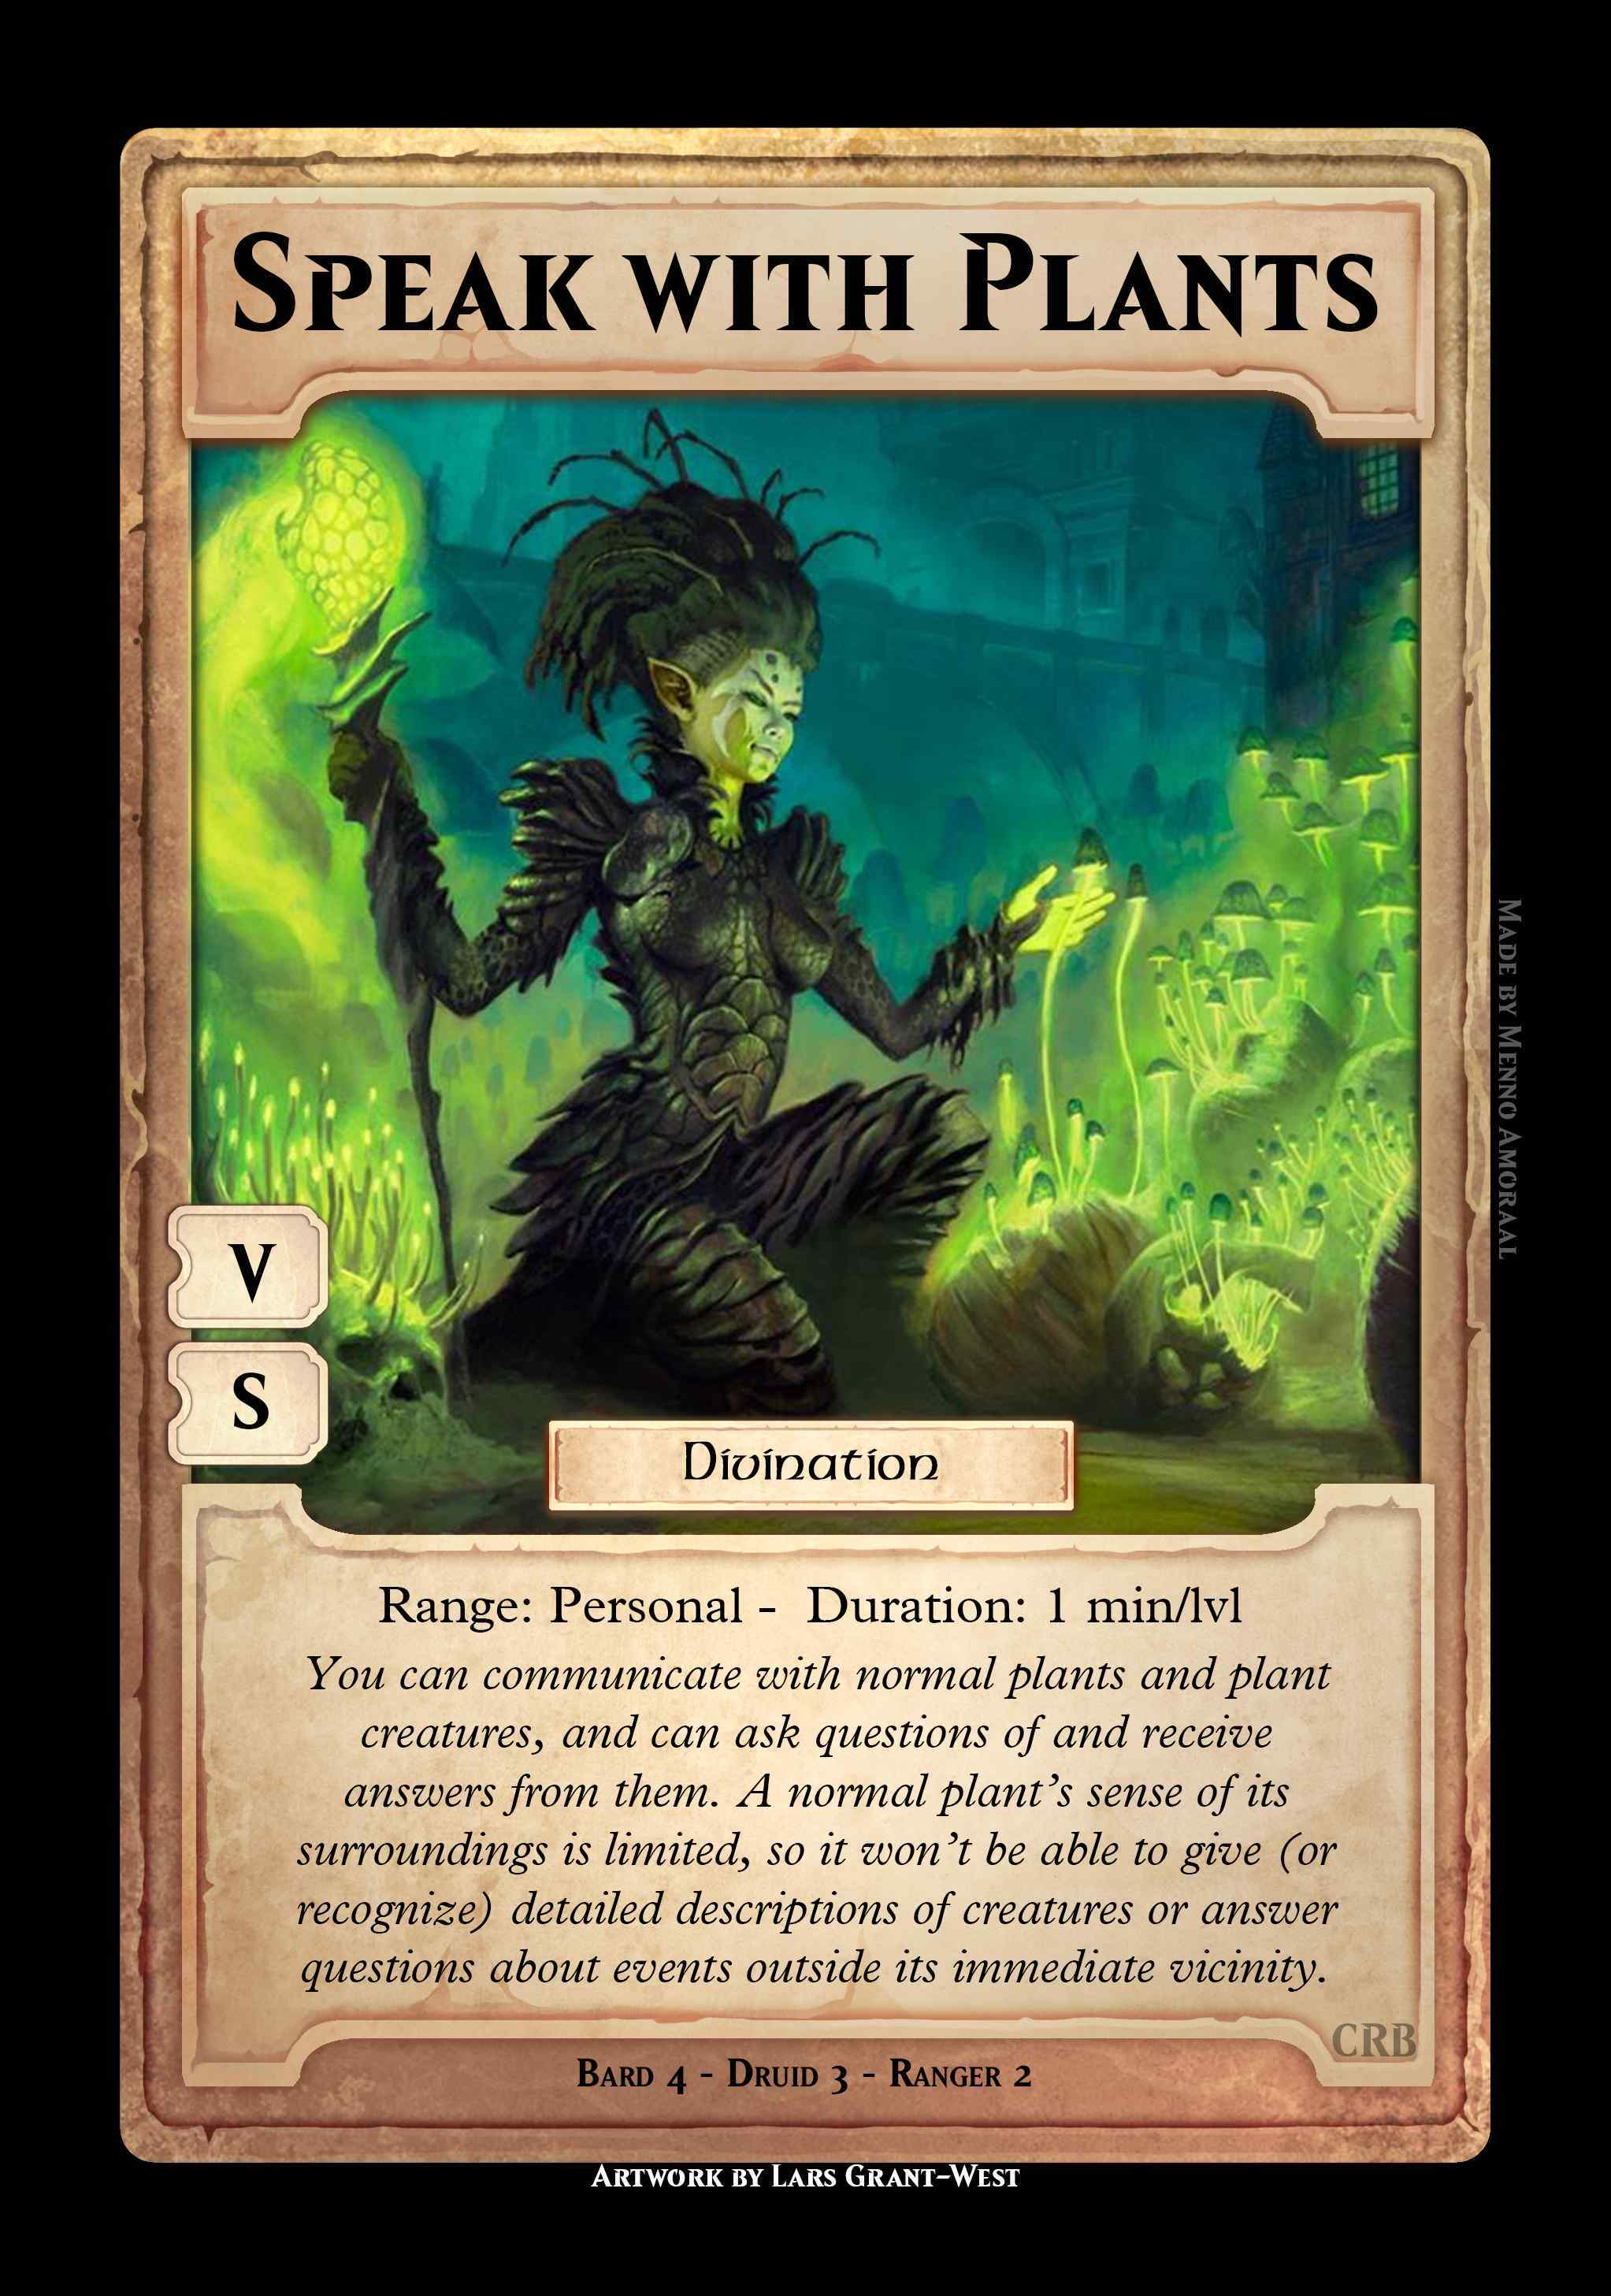 Speak with Plants
V
S
Divination
Range: Personal -  Duration: 1 min/lvl
You can communicate with normal plants and plant
creatures, and can ask questions of and receive
answers from them. A normal plant’s sense of its
surroundings is limited, so it won’t be able to give (or
recognize) detailed descriptions of creatures or answer
questions about events outside its immediate vicinity.
CRB
Bard 4 - Druid 3 - Ranger 2
Artwork by Lars Grant-West
Made by Menno Amoraal